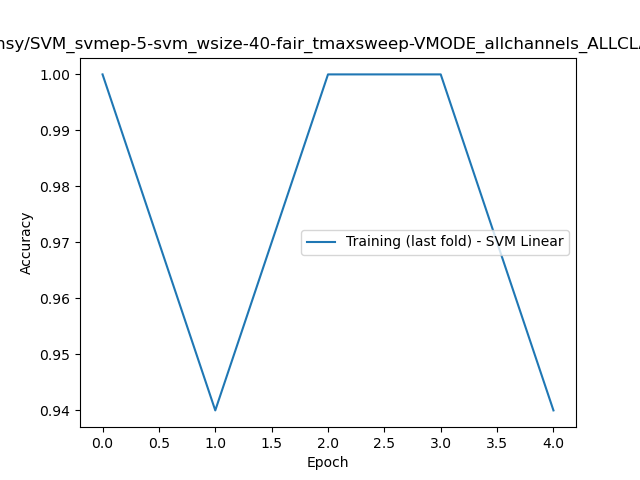 nsy/SVM_svmep-5-svm_wsize-40-fair_tmaxsweep-VMODE_allchannels_ALLCLA
1.00
0.99
0.98
0.97
0.96
0.95
0.94
Accuracy
Training (last fold) - SVM Linear
0.0 0.5 1.0 1.5 2.0 2.5 3.0 3.5 4.0
Epoch